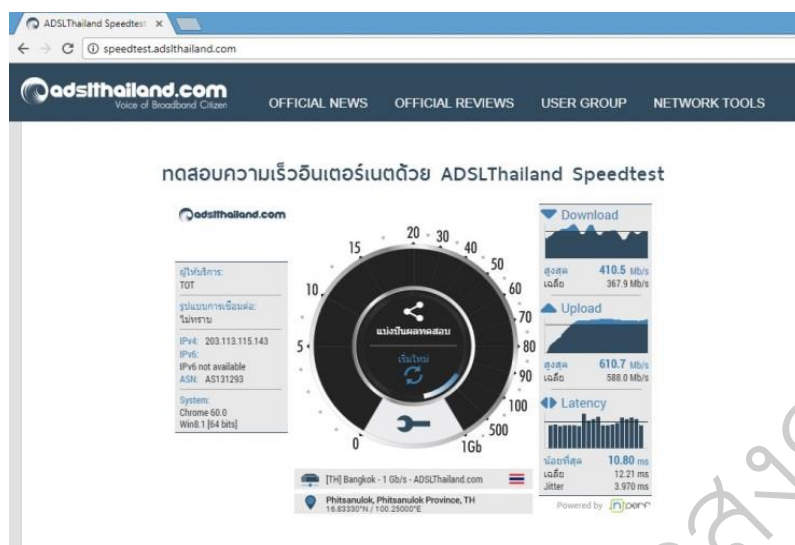 ADSLThailand Speedtest
speedtest.adslthailand.com
adslthailand.com
Voice of Broadband Citizen
OFFICIAL NEWS OFFICIAL REVIEWS USER GROUP NETWORK TOOLS
ทดสอบความเร็วอินเตอร์เนตด้วย ADSLThailand Speedtest
adslthailand.com
ผู้ให้บริการ:
TOT
รูปแบบการเชื่อมต่อ:
ไม่ทราบ
IPv4: 203.113.115.143
IPv6:
IPv6 not available
ASN: AS131293
System:
Chrome 60.0
Win8.1 [64 bits]
0
5
10
15
20
30
40
50
60
70
80
90
100
500
1Gb
แบ่งปันผลทดสอบ
เริ่มใหม่
[TH] Bangkok - 1 Gb/s - ADSLThailand.com
Phitsanulok, Phitsanulok Province, TH
16.83330°N / 100.25000°E
Download
สูงสุด 410.5 Mb/s
เฉลี่ย 367.9 Mb/s
Upload
สูงสุด 610.7 Mb/s
เฉลี่ย 588.0 Mb/s
Latency
น้อยที่สุด 10.80 ms
เฉลี่ย 12.21 ms
Jitter 3.970 ms
Powered by nperf